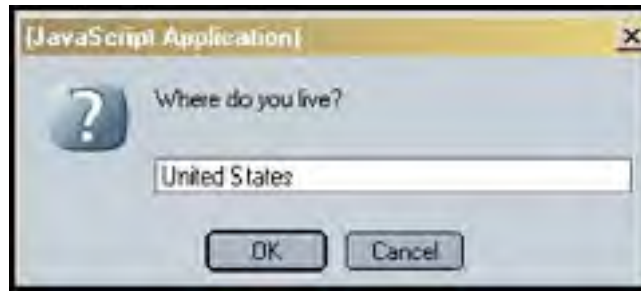 [JavaScript Application]
?
Where do you live?
United States
OK Cancel